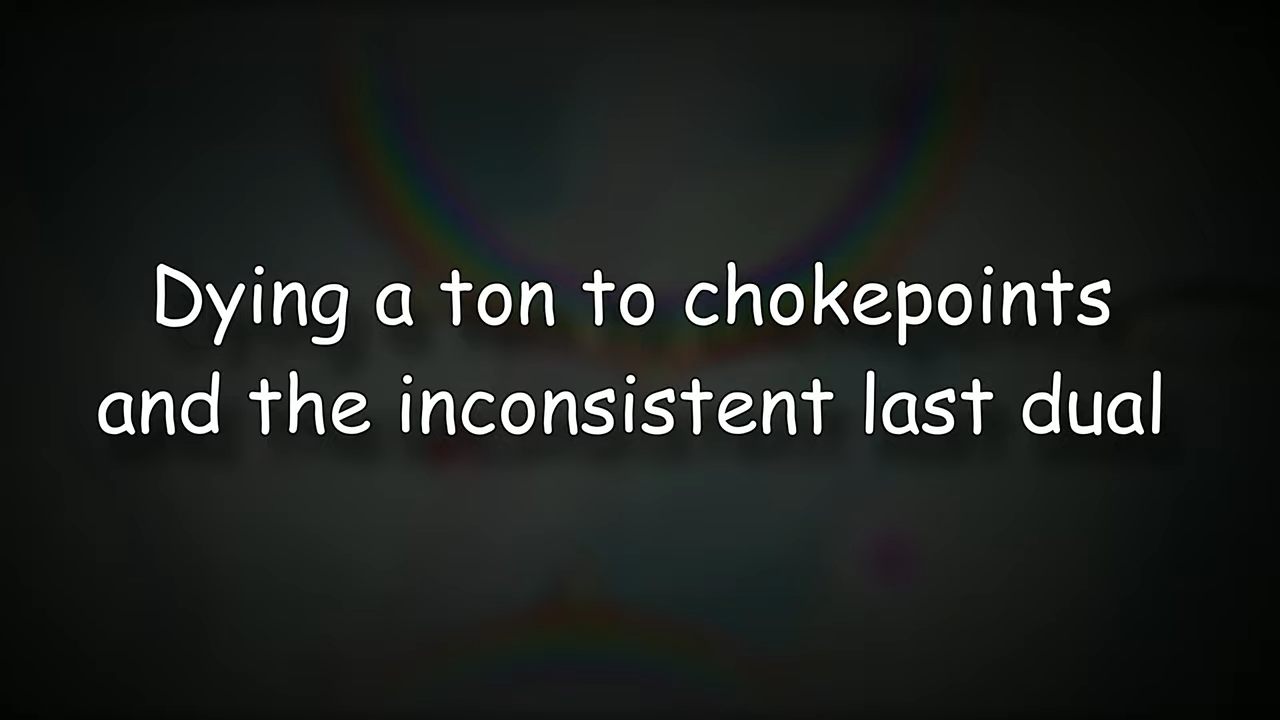 Dying a ton to chokepoints
and the inconsistent last dual